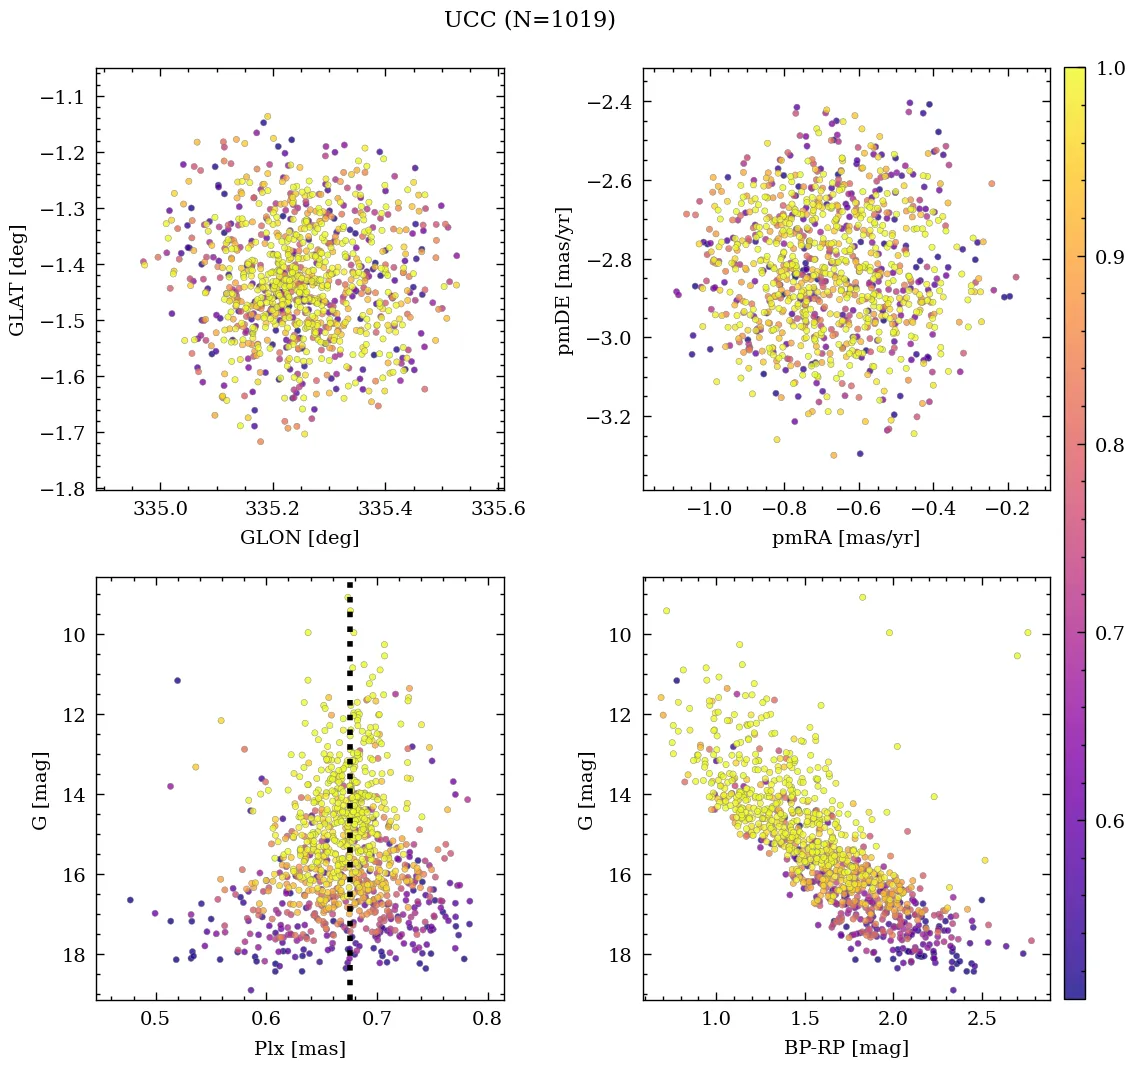 UCC (N=1019)
−1.1
−1.2
−1.3
−1.4
−1.5
−1.6
−1.7
−1.8
GLAT [deg]
335.0 335.2 335.4 335.6
GLON [deg]
−2.4
−2.6
−2.8
−3.0
−3.2
pmDE [mas/yr]
−1.0 −0.8 −0.6 −0.4 −0.2
pmRA [mas/yr]
1.0
0.9
0.8
0.7
0.6
10
12
14
16
18
G [mag]
0.5 0.6 0.7 0.8
Plx [mas]
10
12
14
16
18
G [mag]
1.0 1.5 2.0 2.5
BP-RP [mag]